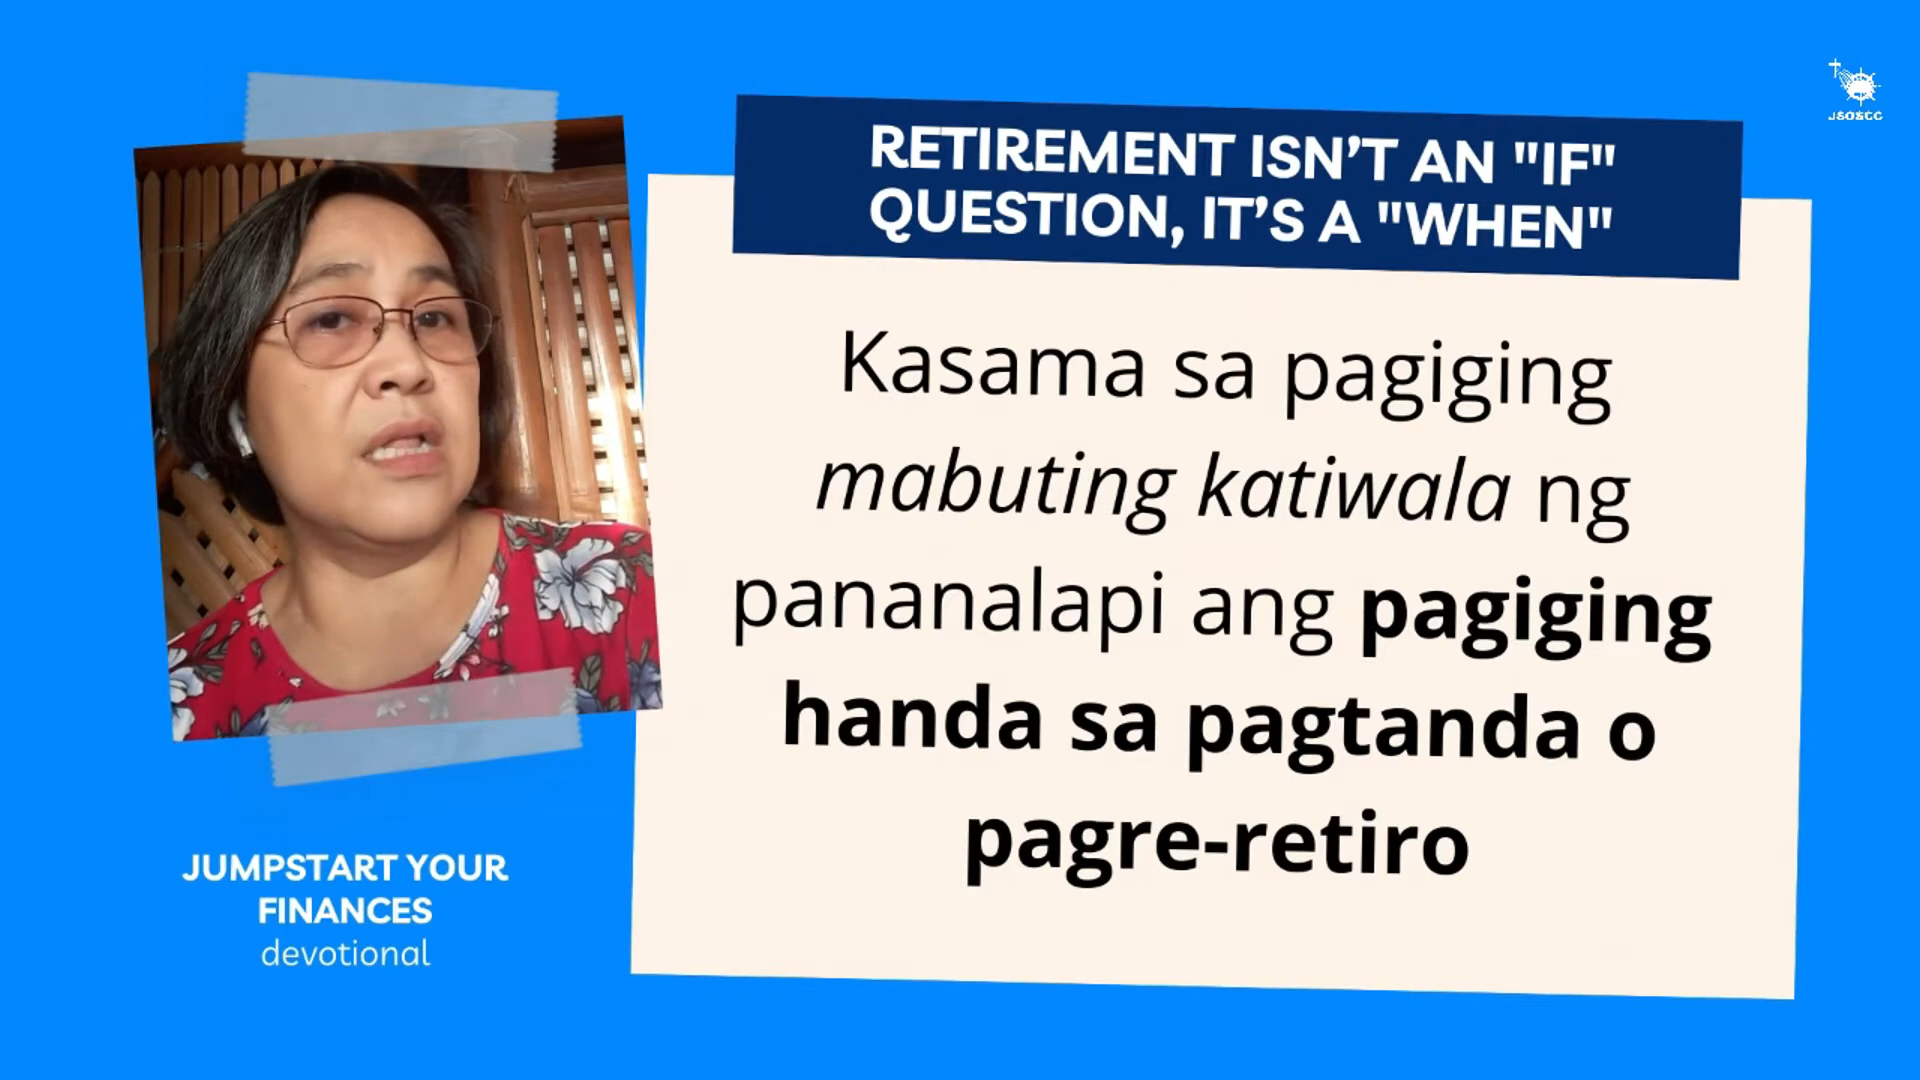 JSOSCC
RETIREMENT ISN’T AN "IF"
QUESTION, IT’S A "WHEN"
Kasama sa pagiging
mabuting katiwala ng
pananalapi ang pagiging
handa sa pagtanda o
pagre-retiro
JUMPSTART YOUR
FINANCES
devotional